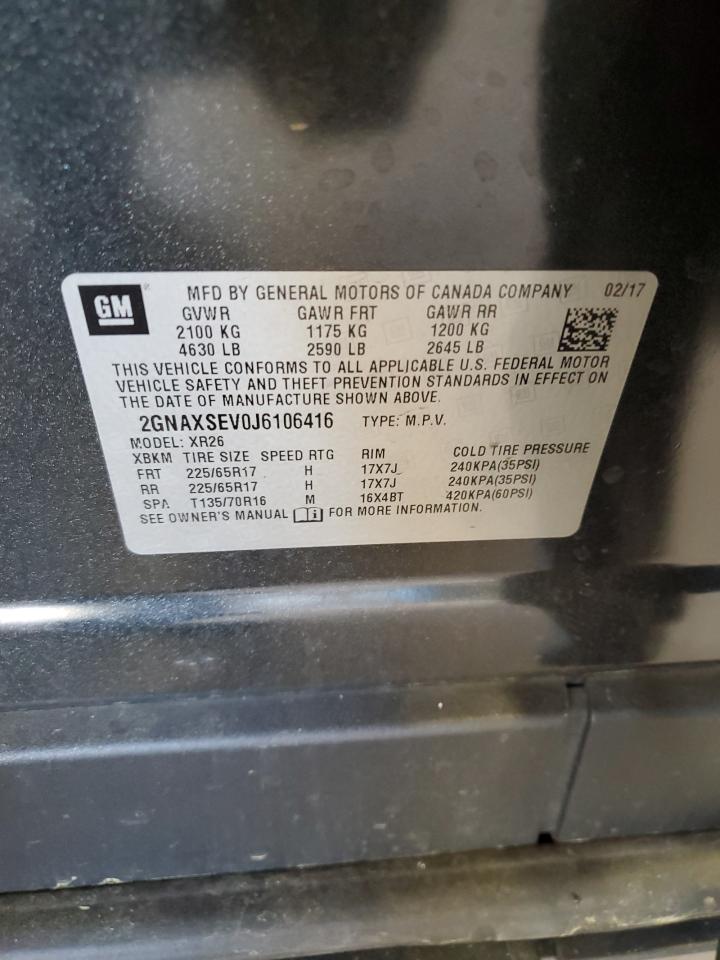 GM MFD BY GENERAL MOTORS OF CANADA COMPANY 02/17
GVWR GAWR FRT GAWR RR
2100 KG 1175 KG 1200 KG
4630 LB 2590 LB 2645 LB
THIS VEHICLE CONFORMS TO ALL APPLICABLE U.S. FEDERAL MOTOR
VEHICLE SAFETY AND THEFT PREVENTION STANDARDS IN EFFECT ON
THE DATE OF MANUFACTURE SHOWN ABOVE.
2GNAXSEV0J6106416 TYPE: M.P.V.
MODEL: XR26
XBKM TIRE SIZE SPEED RTG RIM COLD TIRE PRESSURE
FRT 225/65R17 H 17X7J 240KPA(35PSI)
RR 225/65R17 H 17X7J 240KPA(35PSI)
SPA T135/70R16 M 16X4BT 420KPA(60PSI)
SEE OWNER'S MANUAL FOR MORE INFORMATION.